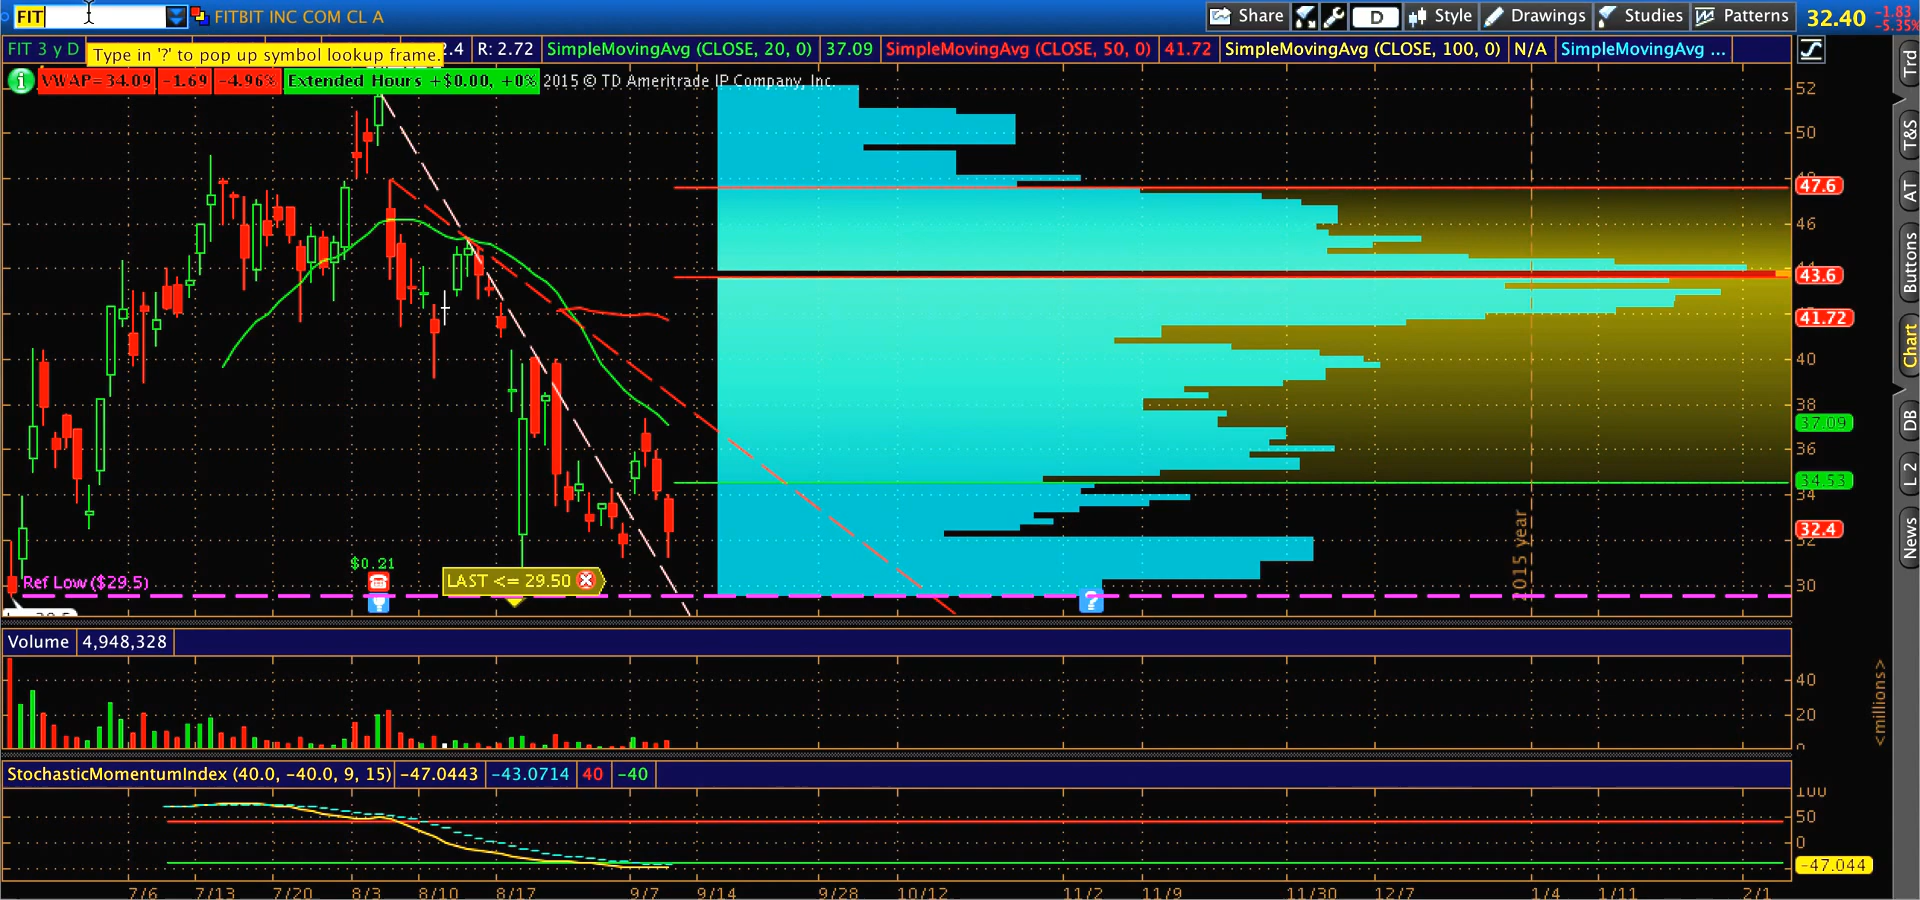 FIT FITBIT INC COM CL A Share D Style Drawings Studies Patterns 32.40 -1.83 -5.35%
FIT 3 y D 2.4 R: 2.72 SimpleMovingAvg (CLOSE, 20, 0) 37.09 SimpleMovingAvg (CLOSE, 50, 0) 41.72 SimpleMovingAvg (CLOSE, 100, 0) N/A SimpleMovingAvg ...
Type in '?' to pop up symbol lookup frame.
VWAP=34.09 -1.69 -4.96% Extended Hours +$0.00, +0% 2015 © TD Ameritrade IP Company, Inc.
52
50
47.6
46
43.6
41.72
40
38
37.09
36
34.53
34
32.4
30
$0.21
Ref Low ($29.5)
LAST <= 29.50
2015 year
Trd
T&S
AT
Buttons
Chart
DB
L 2
News
Volume 4,948,328
40
20
<millions>
StochasticMomentumIndex (40.0, -40.0, 9, 15) -47.0443 -43.0714 40 -40
100
50
0
-47.044
7/6 7/13 7/20 8/3 8/10 8/17 9/7 9/14 9/28 10/12 11/2 11/9 11/30 12/7 1/4 1/11 2/1